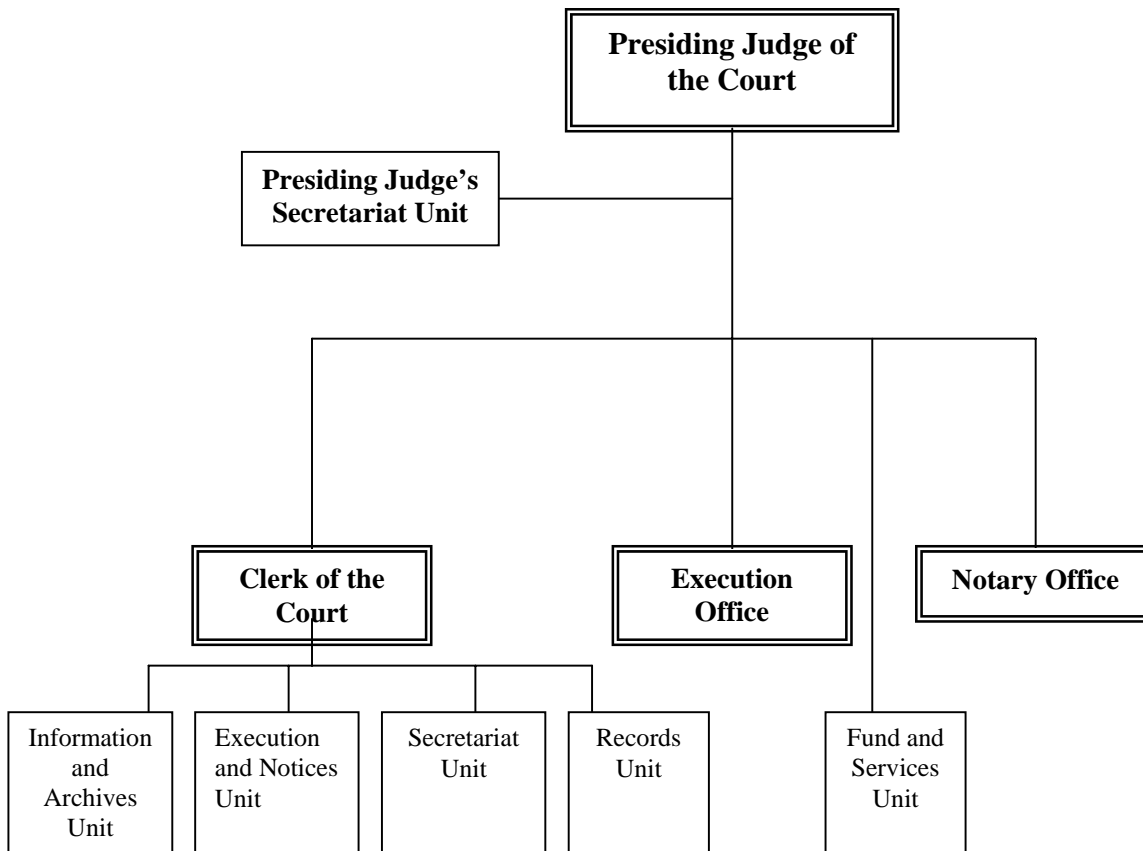 Presiding Judge of
the Court
Presiding Judge’s
Secretariat Unit
Clerk of the
Court
Execution
Office
Notary Office
Information
and
Archives
Unit
Execution
and Notices
Unit
Secretariat
Unit
Records
Unit
Fund and
Services
Unit